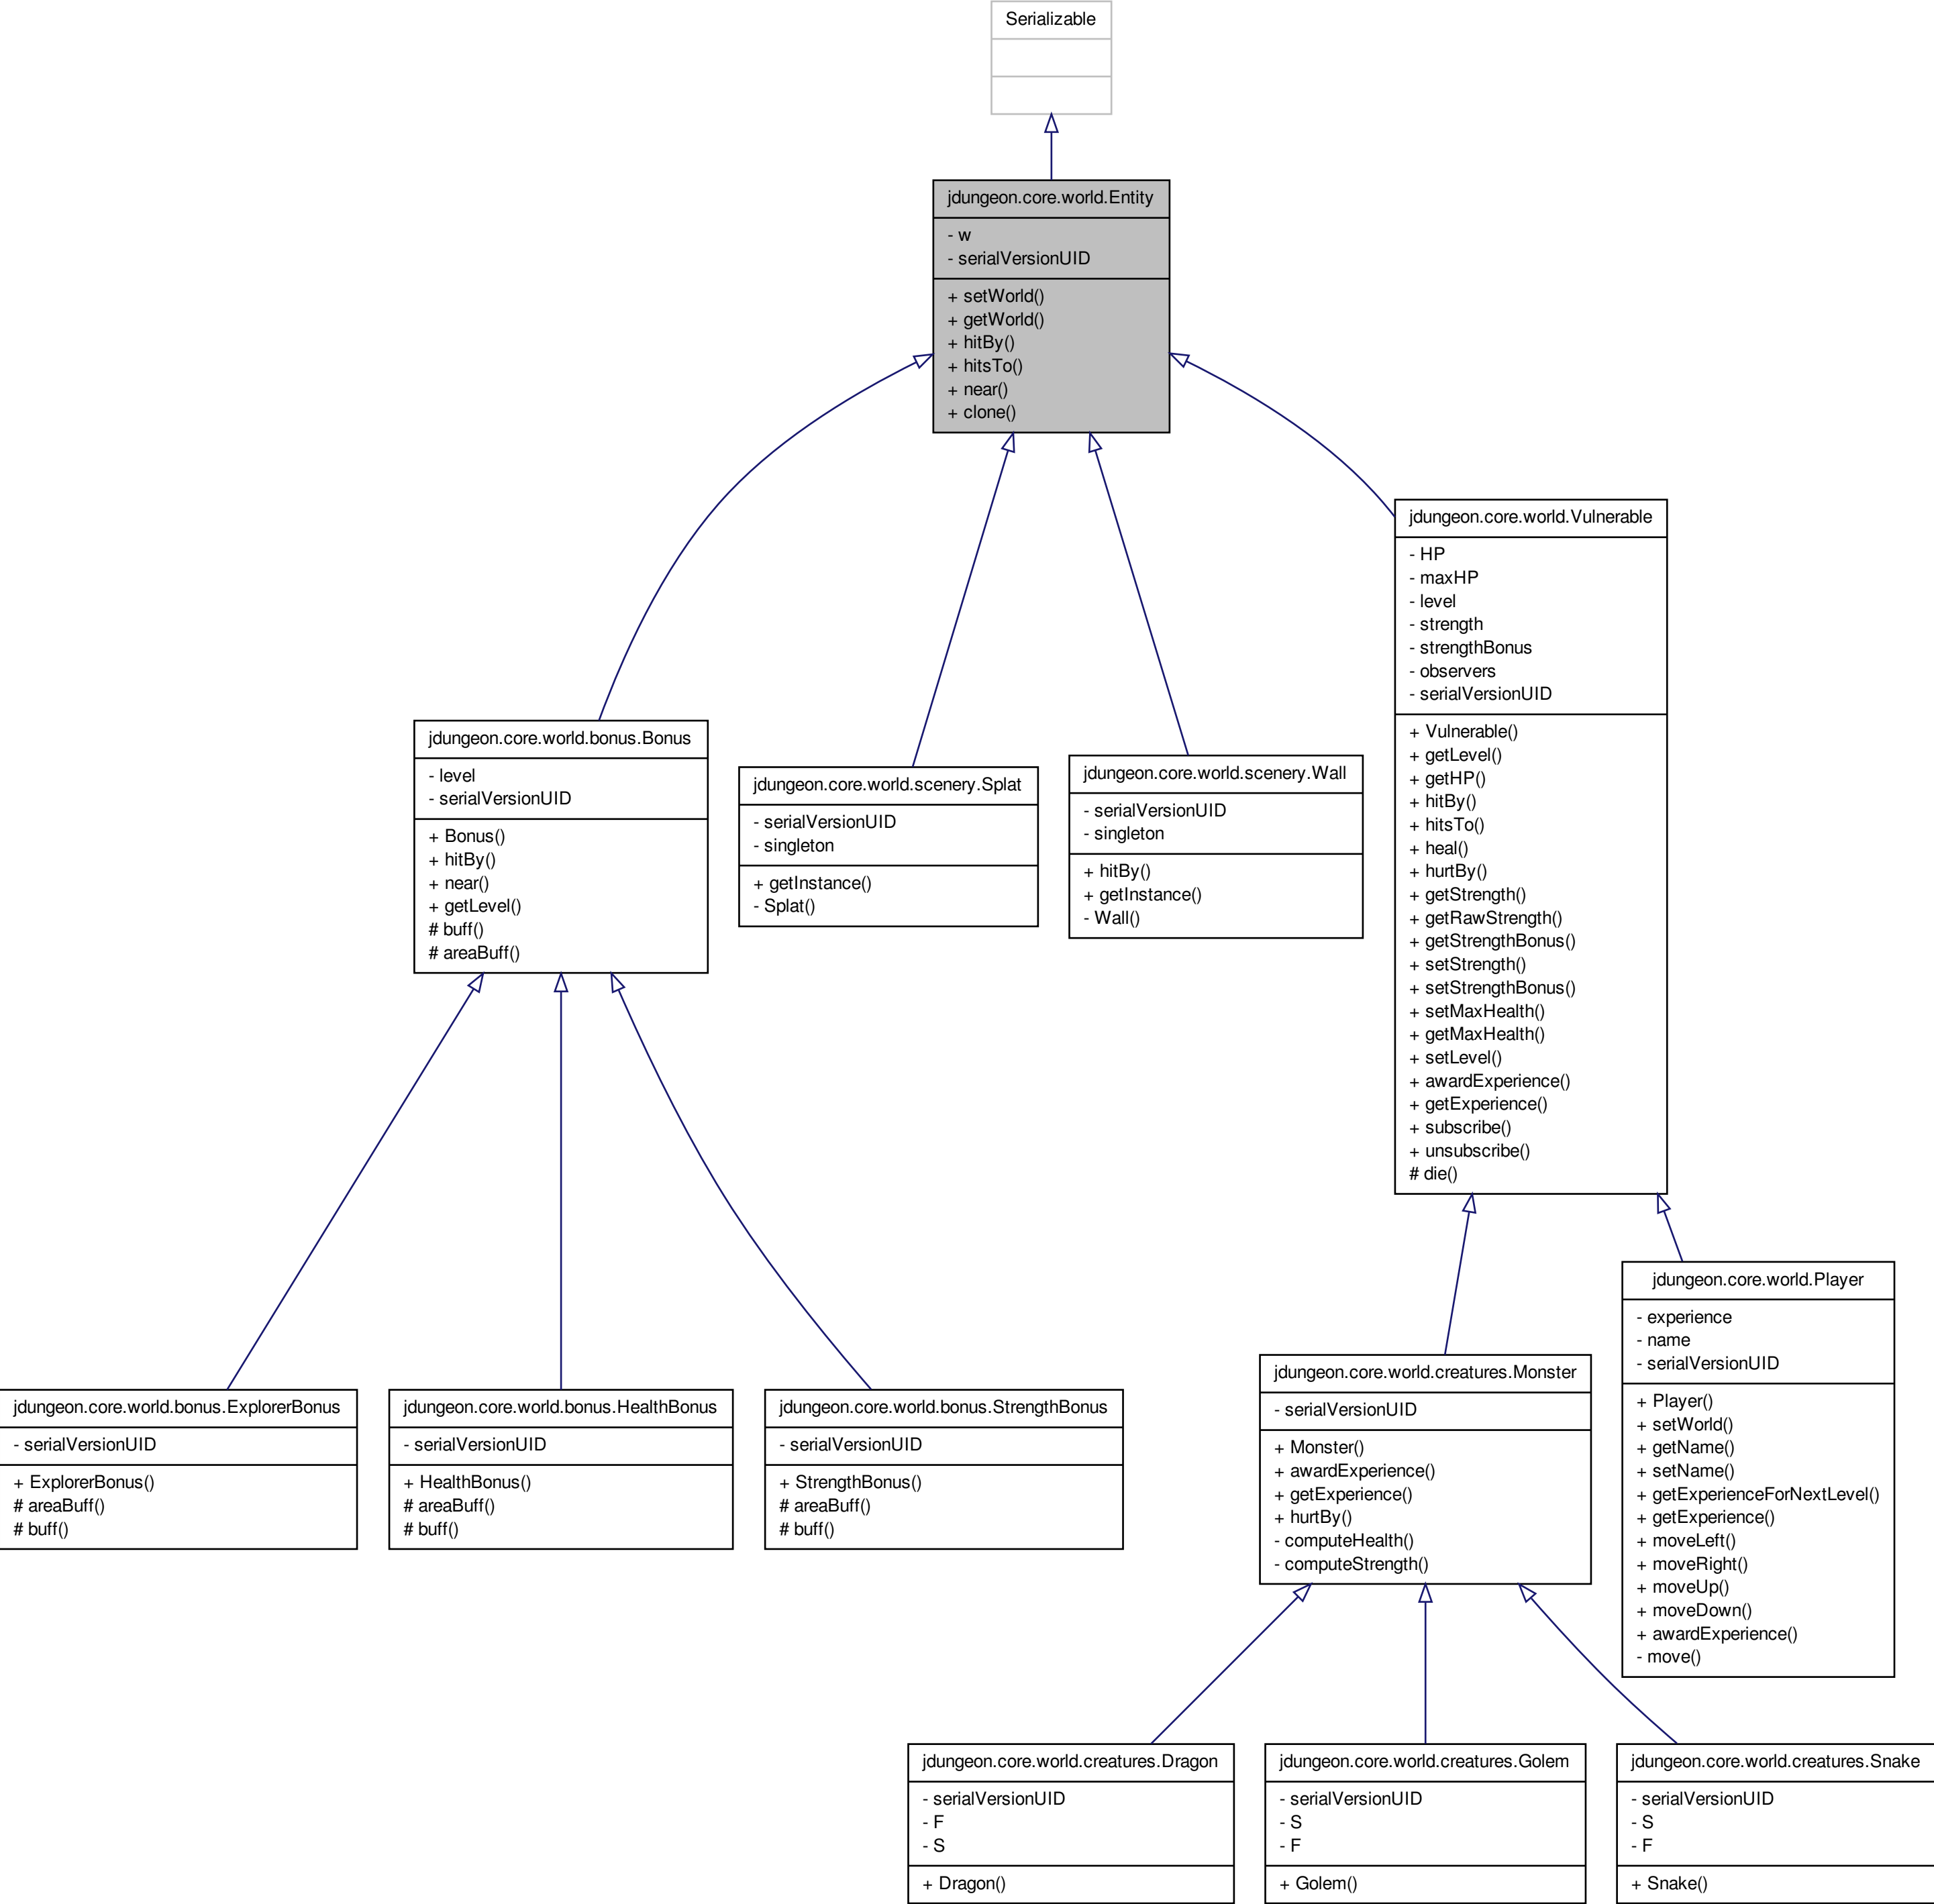 Serializable
jdungeon.core.world.Entity
- w
- serialVersionUID
+ setWorld()
+ getWorld()
+ hitBy()
+ hitsTo()
+ near()
+ clone()
jdungeon.core.world.Vulnerable
- HP
- maxHP
- level
- strength
- strengthBonus
- observers
- serialVersionUID
+ Vulnerable()
+ getLevel()
+ getHP()
+ hitBy()
+ hitsTo()
+ heal()
+ hurtBy()
+ getStrength()
+ getRawStrength()
+ getStrengthBonus()
+ setStrength()
+ setStrengthBonus()
+ setMaxHealth()
+ getMaxHealth()
+ setLevel()
+ awardExperience()
+ getExperience()
+ subscribe()
+ unsubscribe()
# die()
jdungeon.core.world.bonus.Bonus
- level
- serialVersionUID
+ Bonus()
+ hitBy()
+ near()
+ getLevel()
# buff()
# areaBuff()
jdungeon.core.world.scenery.Splat
- serialVersionUID
- singleton
+ getInstance()
- Splat()
jdungeon.core.world.scenery.Wall
- serialVersionUID
- singleton
+ hitBy()
+ getInstance()
- Wall()
jdungeon.core.world.Player
- experience
- name
- serialVersionUID
+ Player()
+ setWorld()
+ getName()
+ setName()
+ getExperienceForNextLevel()
+ getExperience()
+ moveLeft()
+ moveRight()
+ moveUp()
+ moveDown()
+ awardExperience()
- move()
jdungeon.core.world.creatures.Monster
- serialVersionUID
+ Monster()
+ awardExperience()
+ getExperience()
+ hurtBy()
- computeHealth()
- computeStrength()
jdungeon.core.world.bonus.ExplorerBonus
- serialVersionUID
+ ExplorerBonus()
# areaBuff()
# buff()
jdungeon.core.world.bonus.HealthBonus
- serialVersionUID
+ HealthBonus()
# areaBuff()
# buff()
jdungeon.core.world.bonus.StrengthBonus
- serialVersionUID
+ StrengthBonus()
# areaBuff()
# buff()
jdungeon.core.world.creatures.Dragon
- serialVersionUID
- F
- S
+ Dragon()
jdungeon.core.world.creatures.Golem
- serialVersionUID
- S
- F
+ Golem()
jdungeon.core.world.creatures.Snake
- serialVersionUID
- S
- F
+ Snake()